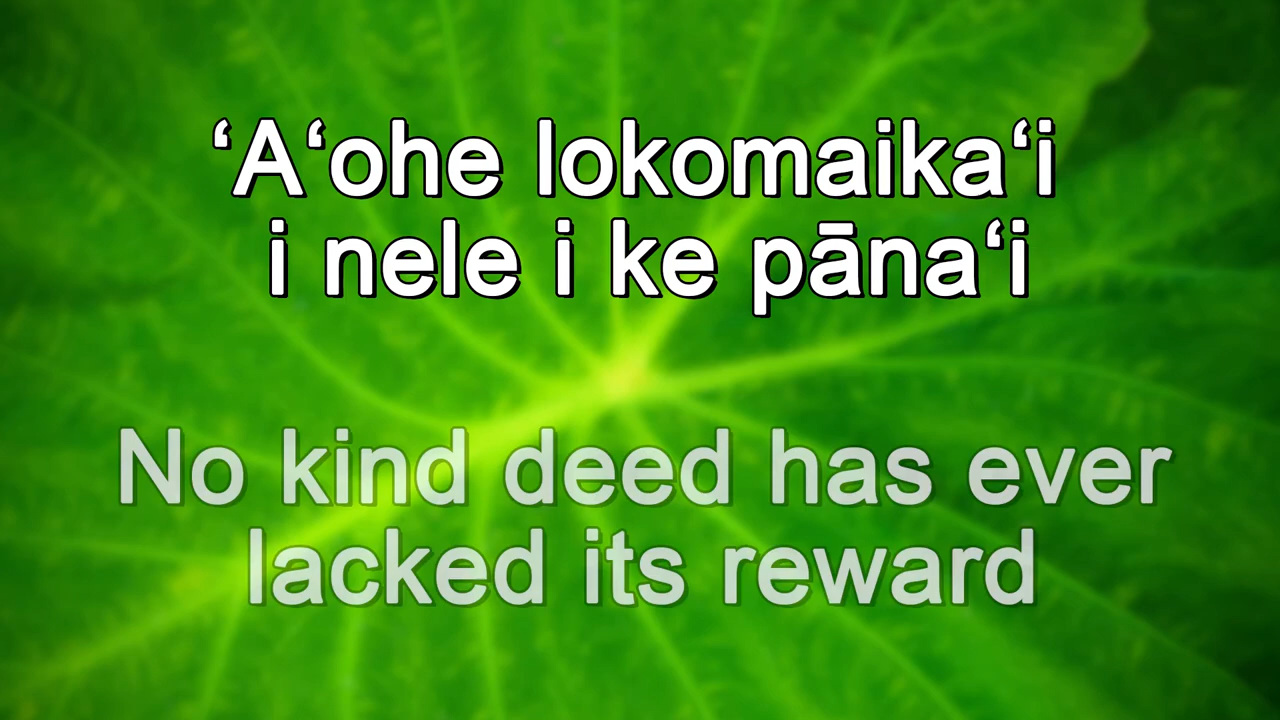 ʻAʻohe lokomaikaʻi
i nele i ke pānaʻi
No kind deed has ever
lacked its reward